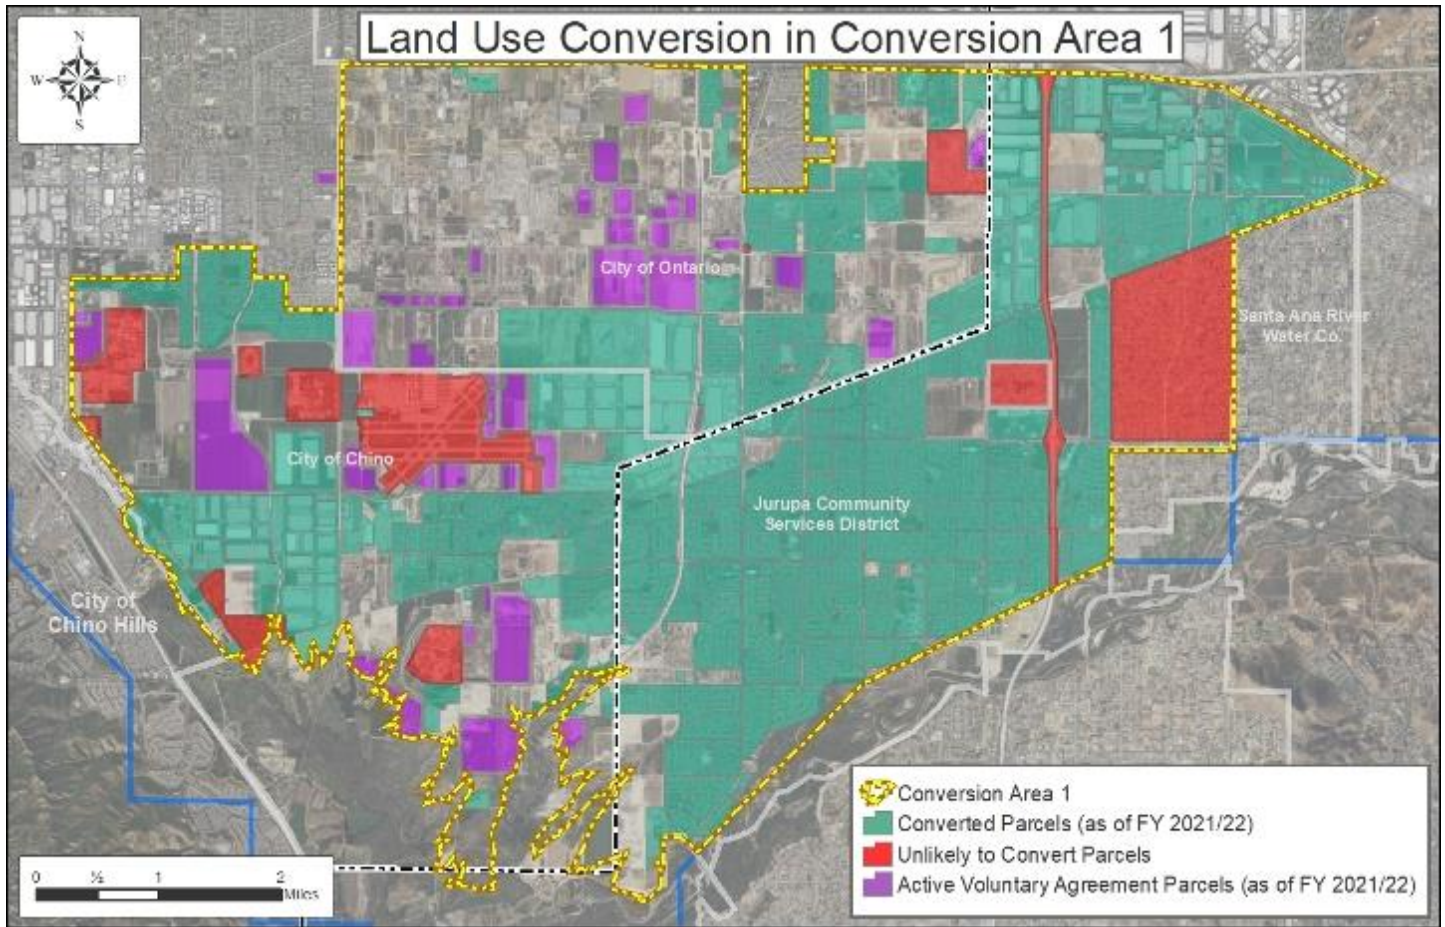 Land Use Conversion in Conversion Area 1
N
W
E
S
City of Ontario
Santa Ana River
Water Co.
City of Chino
Jurupa Community
Services District
City of
Chino Hills
Conversion Area 1
Converted Parcels (as of FY 2021/22)
Unlikely to Convert Parcels
Active Voluntary Agreement Parcels (as of FY 2021/22)
0 ½ 1 2
Miles